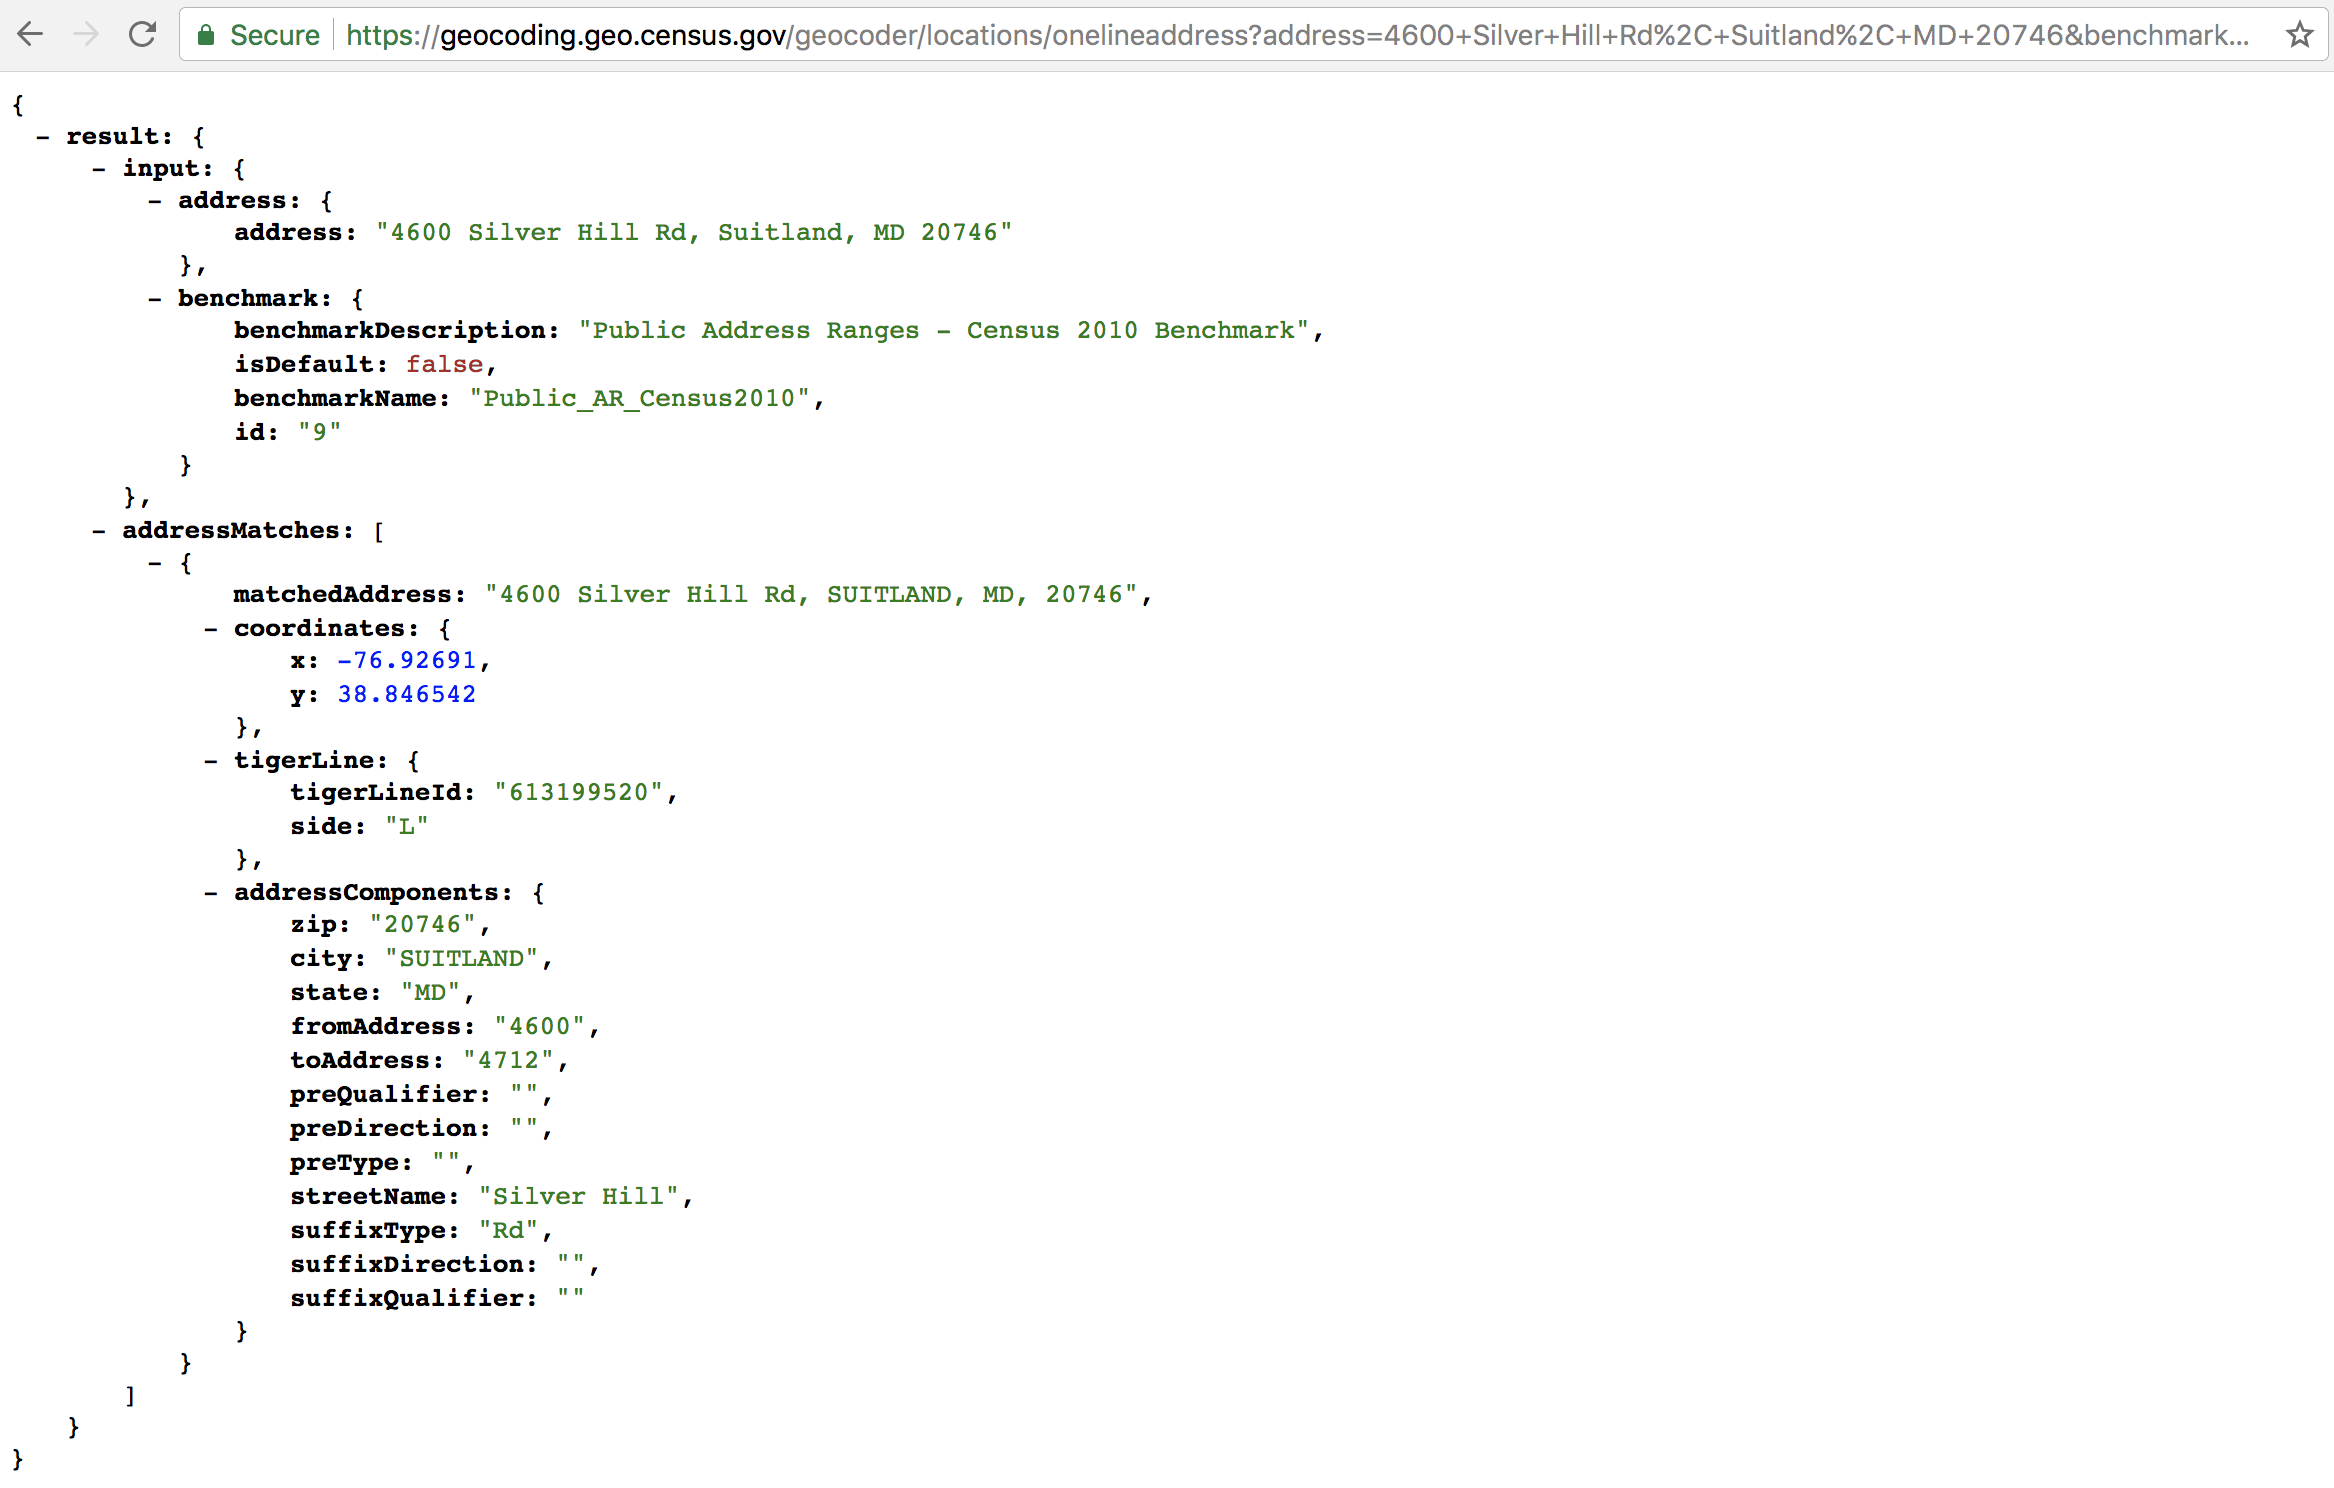 Secure https://geocoding.geo.census.gov/geocoder/locations/onelineaddress?address=4600+Silver+Hill+Rd%2C+Suitland%2C+MD+20746&benchmark...
{
- result: {
- input: {
- address: {
address: "4600 Silver Hill Rd, Suitland, MD 20746"
},
- benchmark: {
benchmarkDescription: "Public Address Ranges - Census 2010 Benchmark",
isDefault: false,
benchmarkName: "Public_AR_Census2010",
id: "9"
}
},
- addressMatches: [
- {
matchedAddress: "4600 Silver Hill Rd, SUITLAND, MD, 20746",
- coordinates: {
x: -76.92691,
y: 38.846542
},
- tigerLine: {
tigerLineId: "613199520",
side: "L"
},
- addressComponents: {
zip: "20746",
city: "SUITLAND",
state: "MD",
fromAddress: "4600",
toAddress: "4712",
preQualifier: "",
preDirection: "",
preType: "",
streetName: "Silver Hill",
suffixType: "Rd",
suffixDirection: "",
suffixQualifier: ""
}
}
]
}
}